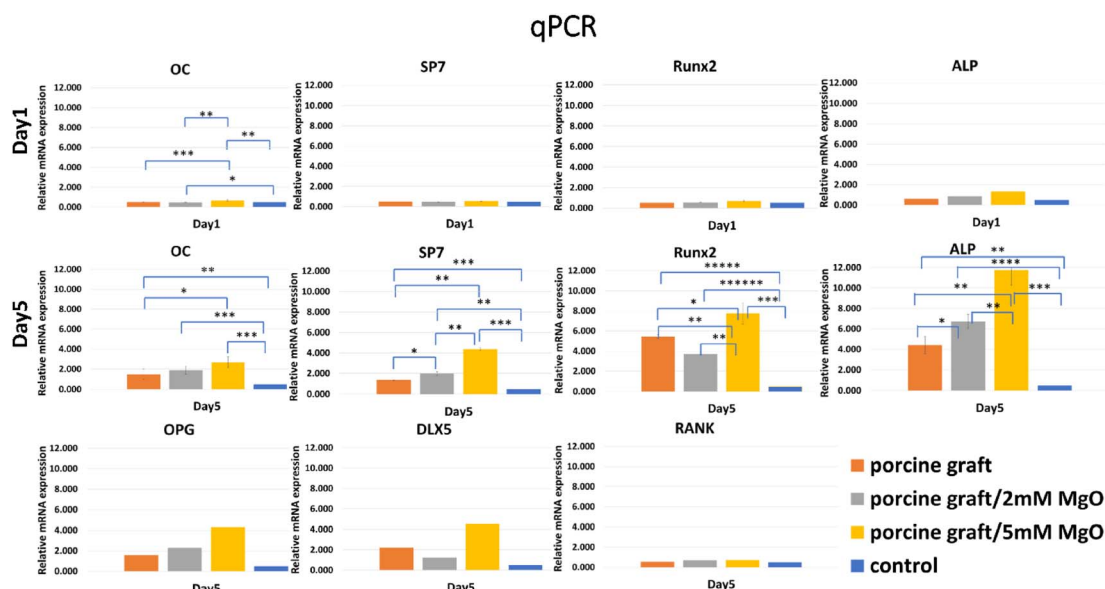 qPCR
Day1
OC
Relative mRNA expression
12.000
10.000
8.000
6.000
4.000
2.000
0.000
**
**
***
*
Day1
SP7
Relative mRNA expression
12.000
10.000
8.000
6.000
4.000
2.000
0.000
Day1
Runx2
Relative mRNA expression
12.000
10.000
8.000
6.000
4.000
2.000
0.000
Day1
ALP
Relative mRNA expression
12.000
10.000
8.000
6.000
4.000
2.000
0.000
Day1
Day5
OC
Relative mRNA expression
12.000
10.000
8.000
6.000
4.000
2.000
0.000
**
*
***
***
Day5
SP7
Relative mRNA expression
12.000
10.000
8.000
6.000
4.000
2.000
0.000
***
**
**
**
***
*
Day5
Runx2
Relative mRNA expression
12.000
10.000
8.000
6.000
4.000
2.000
0.000
*****
******
*
***
**
**
Day5
ALP
Relative mRNA expression
12.000
10.000
8.000
6.000
4.000
2.000
0.000
**
****
**
***
**
*
Day5
OPG
Relative mRNA expression
12.000
10.000
8.000
6.000
4.000
2.000
0.000
Day5
DLX5
Relative mRNA expression
12.000
10.000
8.000
6.000
4.000
2.000
0.000
Day5
RANK
Relative mRNA expression
12.000
10.000
8.000
6.000
4.000
2.000
0.000
Day5
porcine graft
porcine graft/2mM MgO
porcine graft/5mM MgO
control